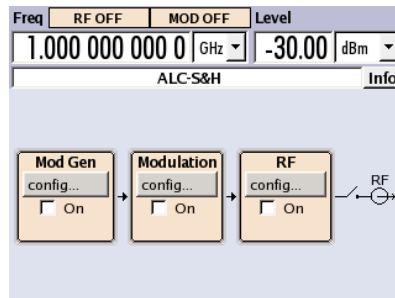 Freq RF OFF MOD OFF Level
1.000 000 000 0 GHz -30.00 dBm
ALC-S&H Info
Mod Gen Modulation RF
config... config... config... RF
On On On